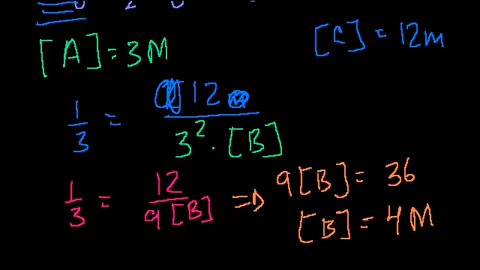 [A] = 3M
[C] = 12m
1/3 = 12 / 3² · [B]
1/3 = 12 / 9[B] ⇒ 9[B] = 36
[B] = 4M